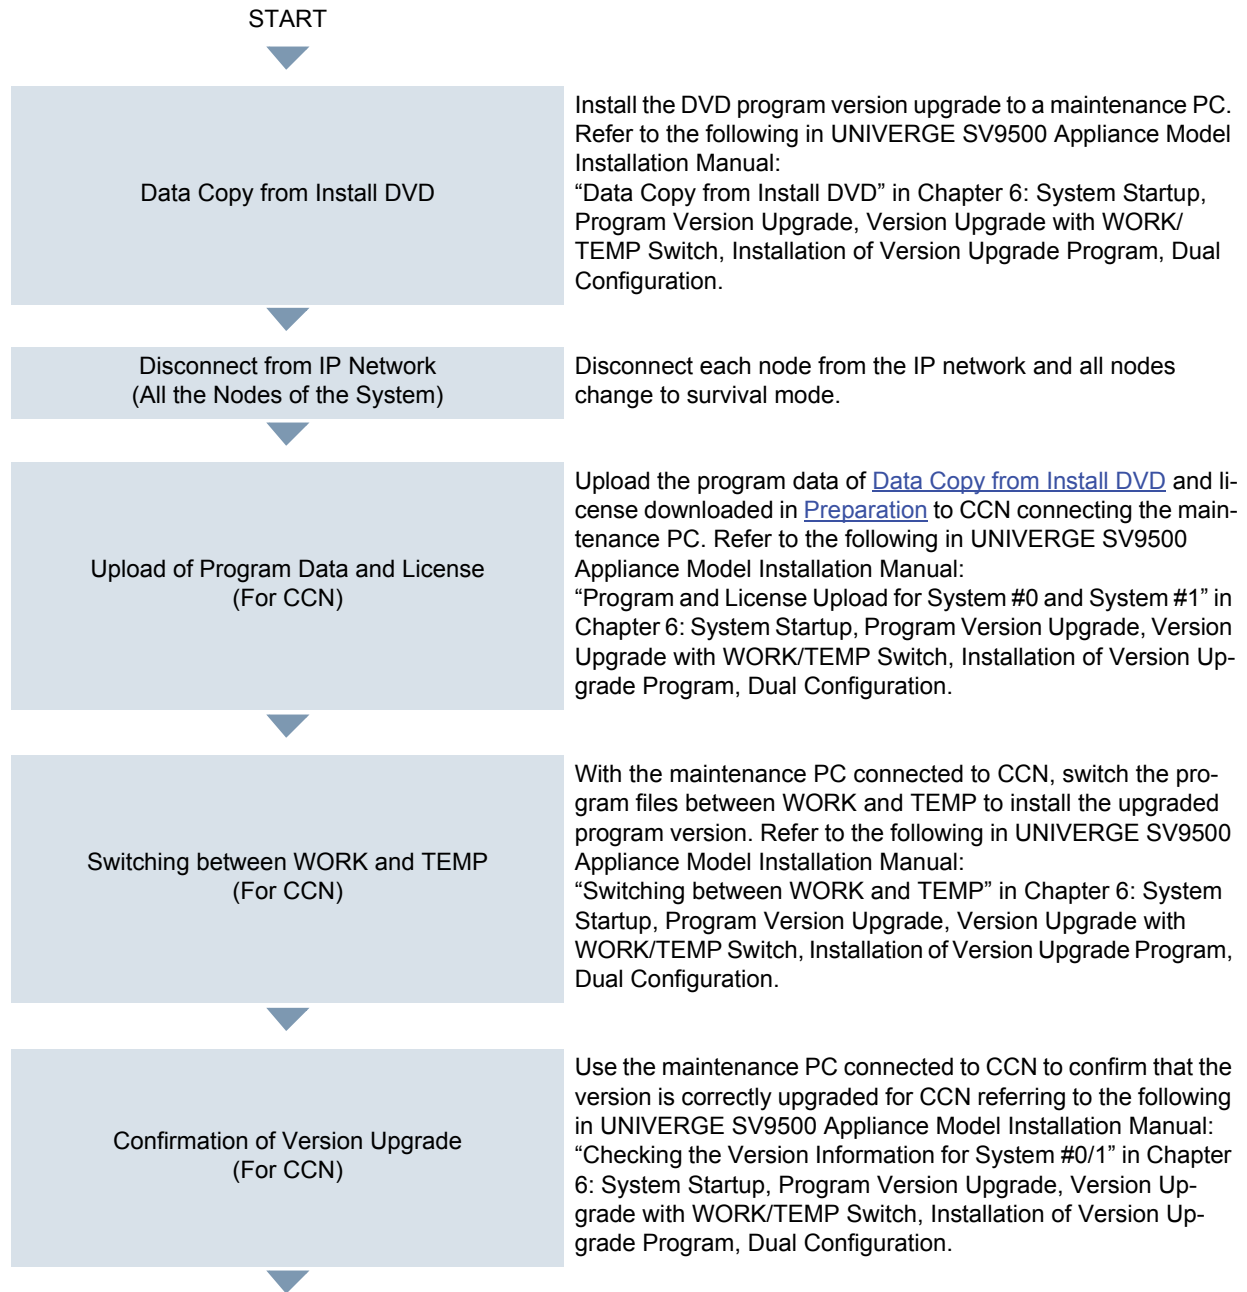 START
Data Copy from Install DVD
Install the DVD program version upgrade to a maintenance PC.
Refer to the following in UNIVERGE SV9500 Appliance Model
Installation Manual:
“Data Copy from Install DVD” in Chapter 6: System Startup,
Program Version Upgrade, Version Upgrade with WORK/
TEMP Switch, Installation of Version Upgrade Program, Dual
Configuration.
Disconnect from IP Network
(All the Nodes of the System)
Disconnect each node from the IP network and all nodes
change to survival mode.
Upload of Program Data and License
(For CCN)
Upload the program data of Data Copy from Install DVD and li-
cense downloaded in Preparation to CCN connecting the main-
tenance PC. Refer to the following in UNIVERGE SV9500
Appliance Model Installation Manual:
“Program and License Upload for System #0 and System #1” in
Chapter 6: System Startup, Program Version Upgrade, Version
Upgrade with WORK/TEMP Switch, Installation of Version Up-
grade Program, Dual Configuration.
Switching between WORK and TEMP
(For CCN)
With the maintenance PC connected to CCN, switch the pro-
gram files between WORK and TEMP to install the upgraded
program version. Refer to the following in UNIVERGE SV9500
Appliance Model Installation Manual:
“Switching between WORK and TEMP” in Chapter 6: System
Startup, Program Version Upgrade, Version Upgrade with
WORK/TEMP Switch, Installation of Version Upgrade Program,
Dual Configuration.
Confirmation of Version Upgrade
(For CCN)
Use the maintenance PC connected to CCN to confirm that the
version is correctly upgraded for CCN referring to the following
in UNIVERGE SV9500 Appliance Model Installation Manual:
“Checking the Version Information for System #0/1” in Chapter
6: System Startup, Program Version Upgrade, Version Up-
grade with WORK/TEMP Switch, Installation of Version Up-
grade Program, Dual Configuration.